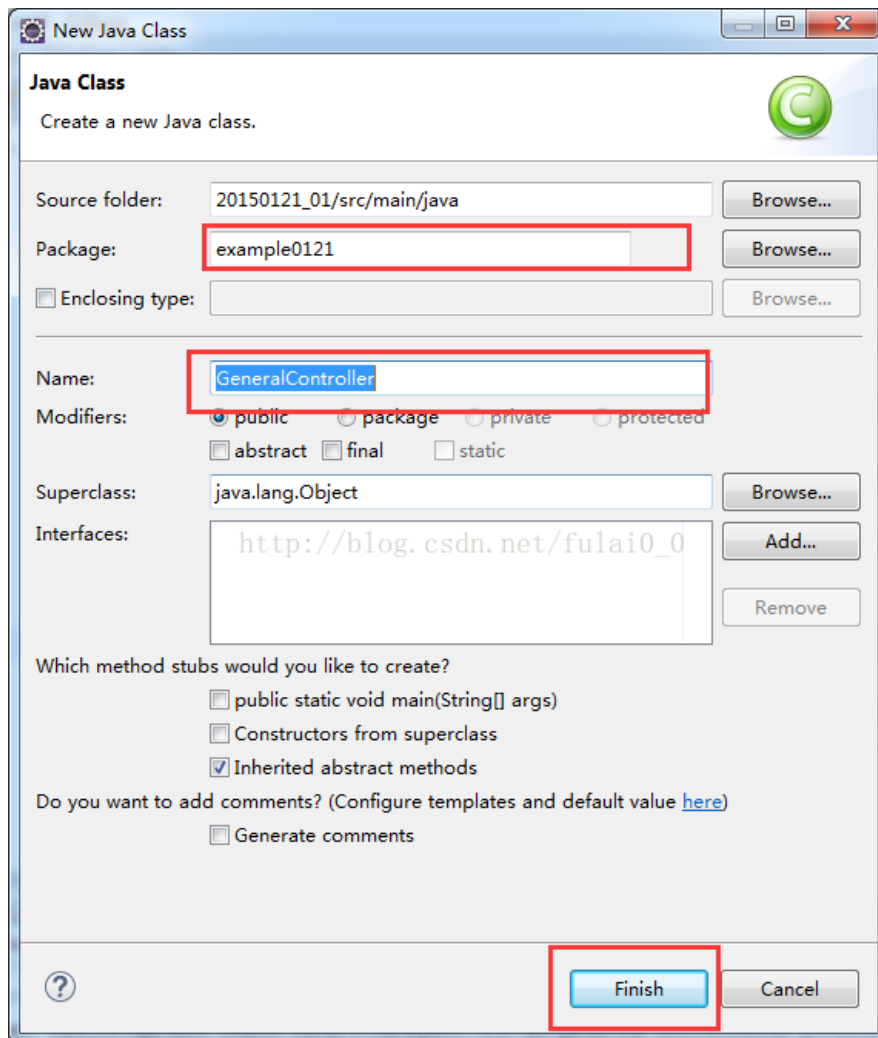 New Java Class
Java Class
Create a new Java class.
Source folder: 20150121_01/src/main/java Browse...
Package: example0121 Browse...
Enclosing type: Browse...
Name: GeneralController
Modifiers: public package private protected
abstract final static
Superclass: java.lang.Object Browse...
Interfaces: http://blog.csdn.net/fulai0_0 Add...
Remove
Which method stubs would you like to create?
public static void main(String[] args)
Constructors from superclass
Inherited abstract methods
Do you want to add comments? (Configure templates and default value here)
Generate comments
Finish Cancel